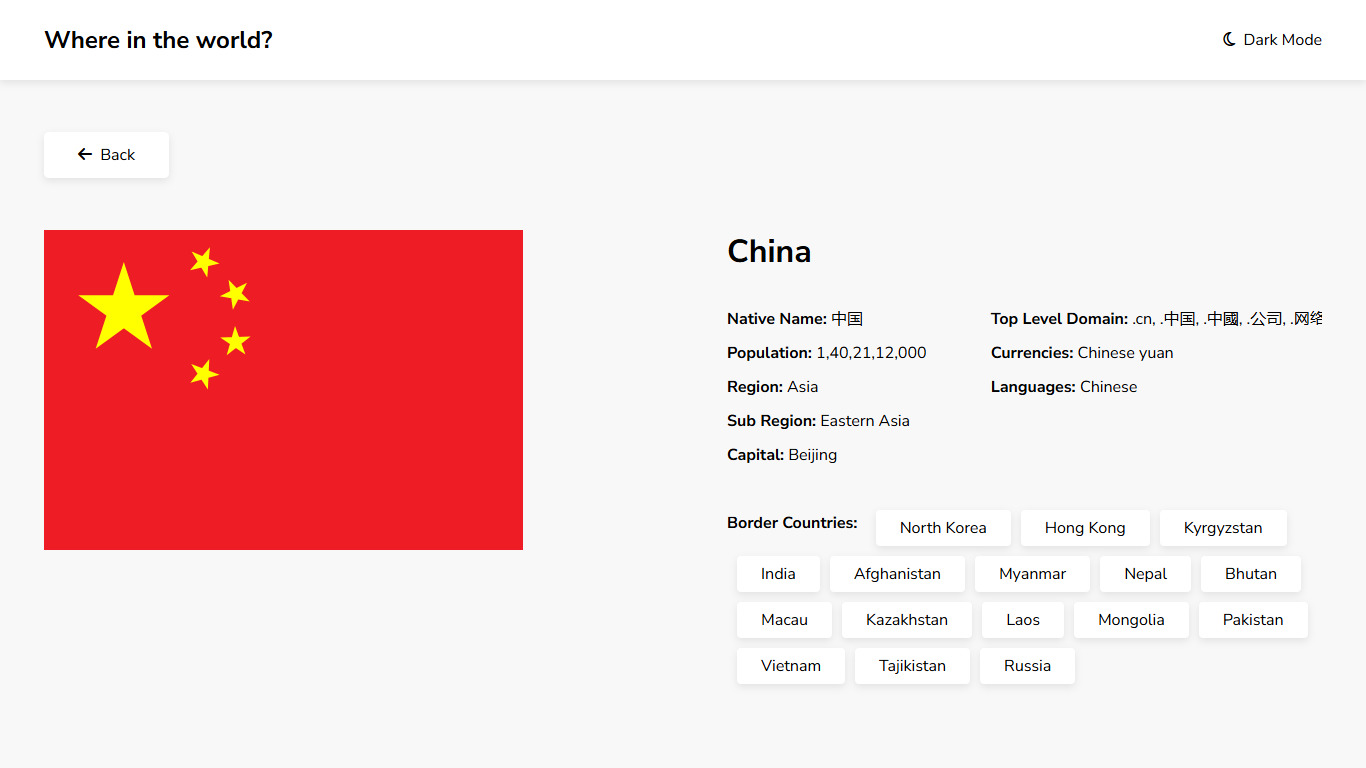 Where in the world?
Dark Mode
Back
China
Native Name: 中国
Population: 1,40,21,12,000
Region: Asia
Sub Region: Eastern Asia
Capital: Beijing
Top Level Domain: .cn, .中国, .中國, .公司, .网络
Currencies: Chinese yuan
Languages: Chinese
Border Countries: North Korea Hong Kong Kyrgyzstan
India Afghanistan Myanmar Nepal Bhutan
Macau Kazakhstan Laos Mongolia Pakistan
Vietnam Tajikistan Russia